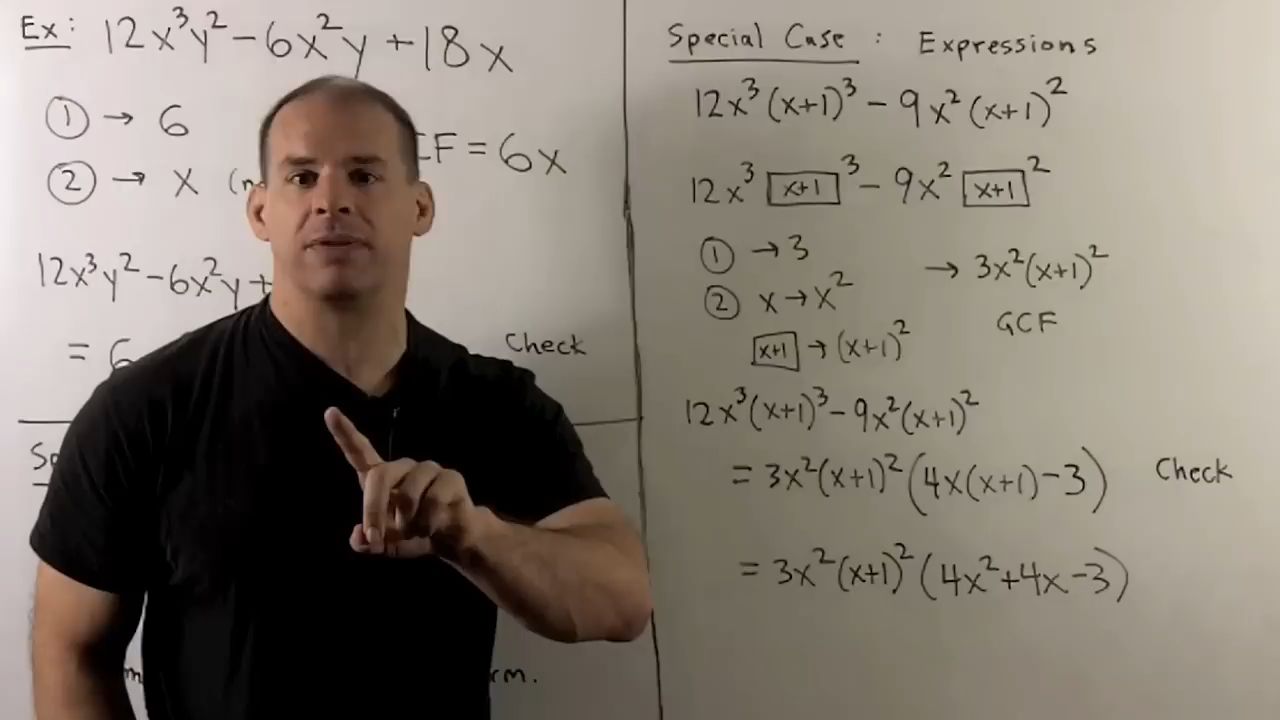 Ex: 12x³y² - 6x²y + 18x
① → 6
② → x
CF = 6x
12x³y² - 6x²y +
= 6
Check
rm.
Special Case : Expressions
12x³(x+1)³ - 9x²(x+1)²
12x³ x+1 ³ - 9x² x+1 ²
① → 3
② x → x²
x+1 → (x+1)²
→ 3x²(x+1)²
GCF
12x³(x+1)³ - 9x²(x+1)²
= 3x²(x+1)²(4x(x+1)-3) Check
= 3x²(x+1)²(4x²+4x-3)